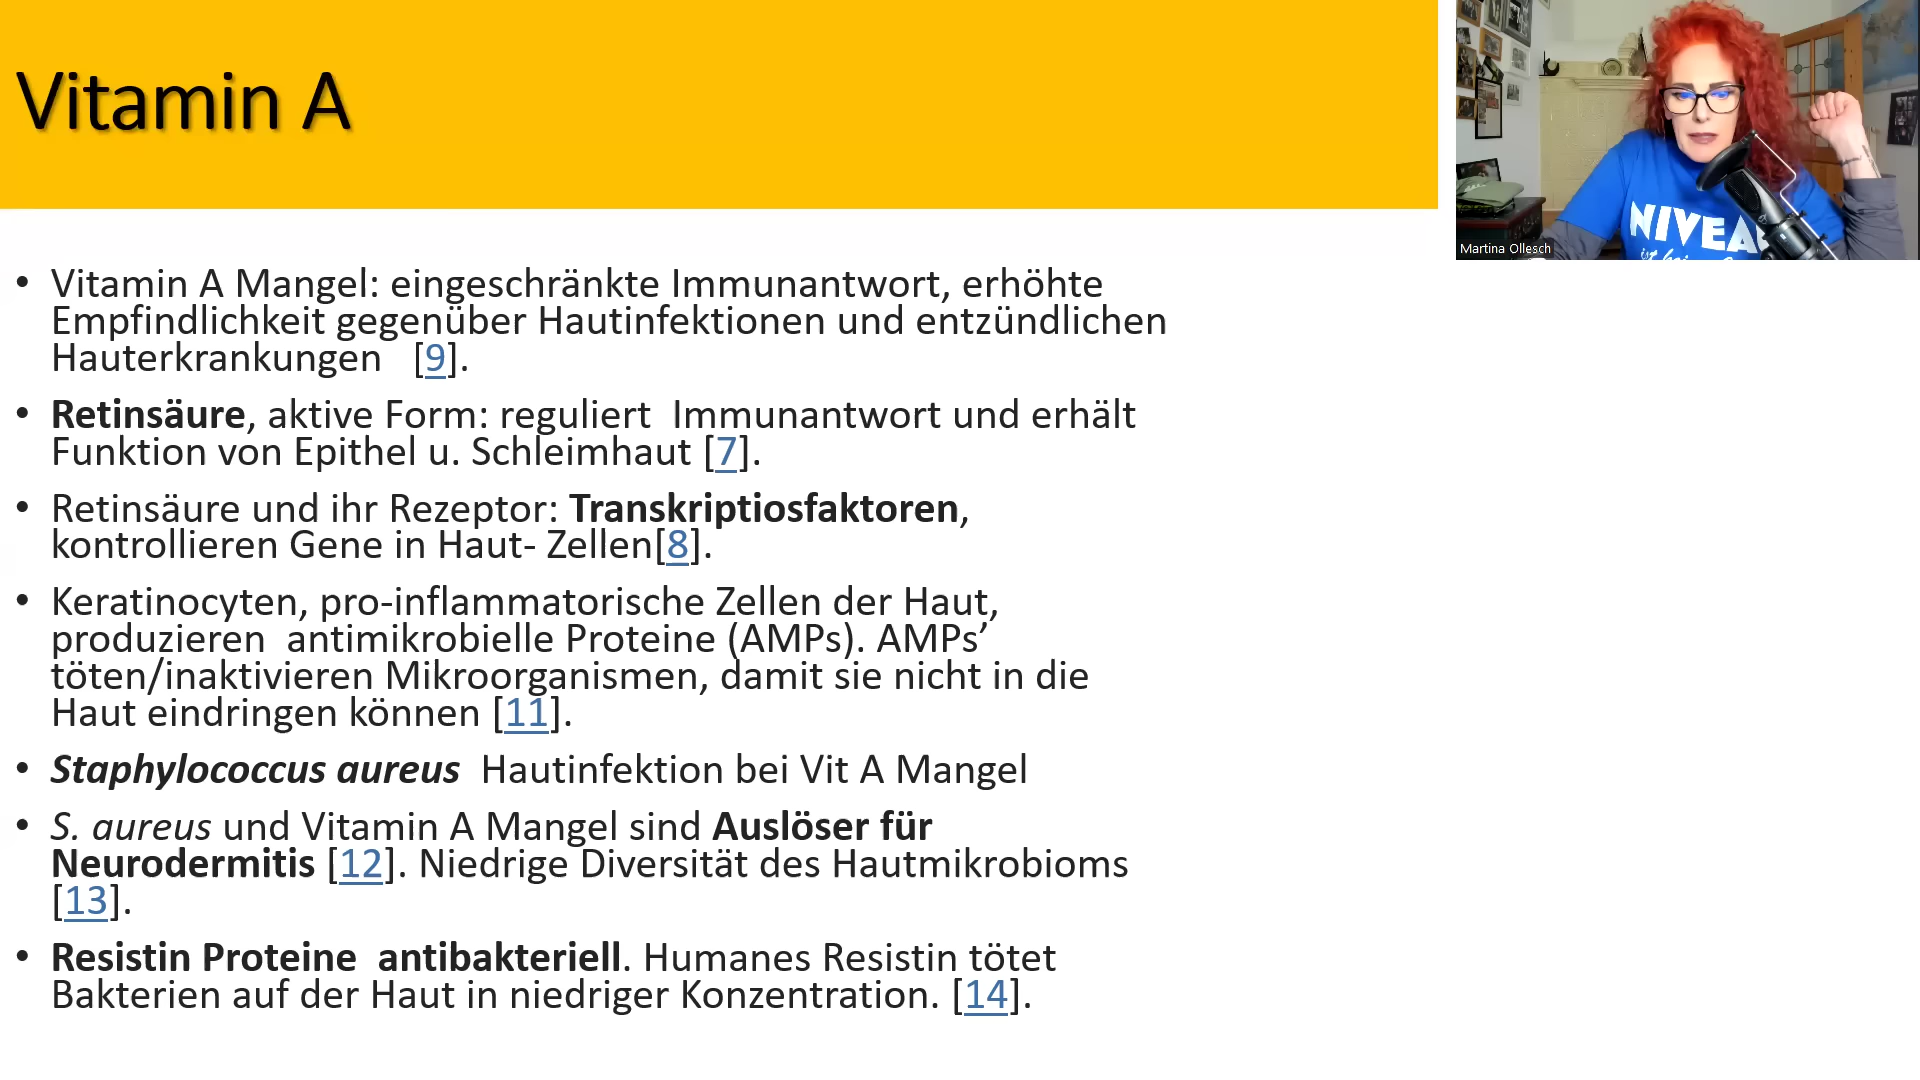 Vitamin A
• Vitamin A Mangel: eingeschränkte Immunantwort, erhöhte
Empfindlichkeit gegenüber Hautinfektionen und entzündlichen
Hauterkrankungen [9].
• Retinsäure, aktive Form: reguliert Immunantwort und erhält
Funktion von Epithel u. Schleimhaut [7].
• Retinsäure und ihr Rezeptor: Transkriptiosfaktoren,
kontrollieren Gene in Haut- Zellen[8].
• Keratinocyten, pro-inflammatorische Zellen der Haut,
produzieren antimikrobielle Proteine (AMPs). AMPs’
töten/inaktivieren Mikroorganismen, damit sie nicht in die
Haut eindringen können [11].
• Staphylococcus aureus Hautinfektion bei Vit A Mangel
• S. aureus und Vitamin A Mangel sind Auslöser für
Neurodermitis [12]. Niedrige Diversität des Hautmikrobioms
[13].
• Resistin Proteine antibakteriell. Humanes Resistin tötet
Bakterien auf der Haut in niedriger Konzentration. [14].
NIVEA
Martina Ollesch